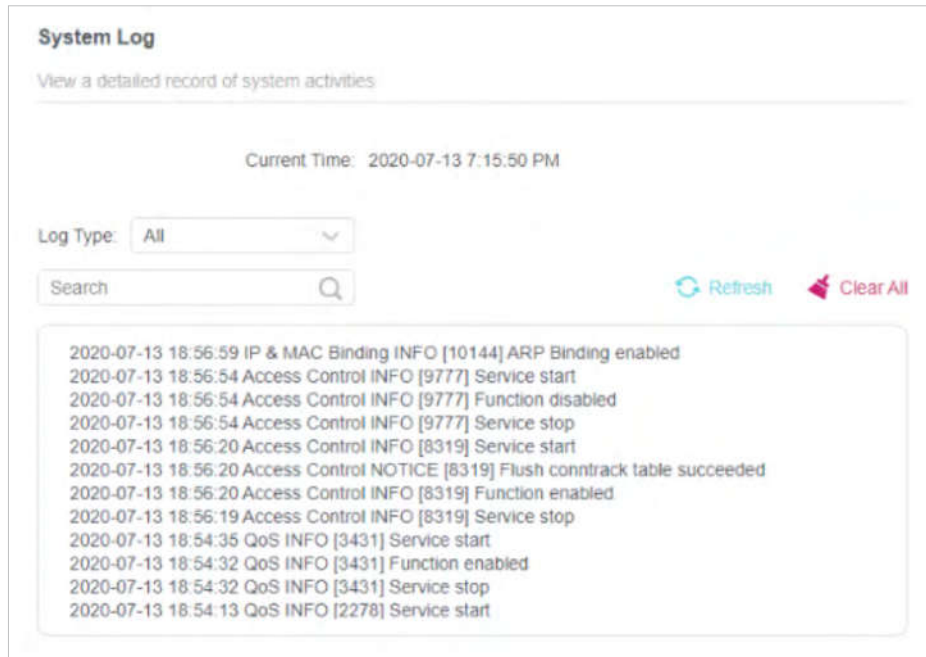 System Log
View a detailed record of system activities
Current Time: 2020-07-13 7:15:50 PM
Log Type: All
Search
Refresh Clear All
2020-07-13 18:56:59 IP & MAC Binding INFO [10144] ARP Binding enabled
2020-07-13 18:56:54 Access Control INFO [9777] Service start
2020-07-13 18:56:54 Access Control INFO [9777] Function disabled
2020-07-13 18:56:54 Access Control INFO [9777] Service stop
2020-07-13 18:56:20 Access Control INFO [8319] Service start
2020-07-13 18:56:20 Access Control NOTICE [8319] Flush conntrack table succeeded
2020-07-13 18:56:20 Access Control INFO [8319] Function enabled
2020-07-13 18:56:19 Access Control INFO [8319] Service stop
2020-07-13 18:54:35 QoS INFO [3431] Service start
2020-07-13 18:54:32 QoS INFO [3431] Function enabled
2020-07-13 18:54:32 QoS INFO [3431] Service stop
2020-07-13 18:54:13 QoS INFO [2278] Service start